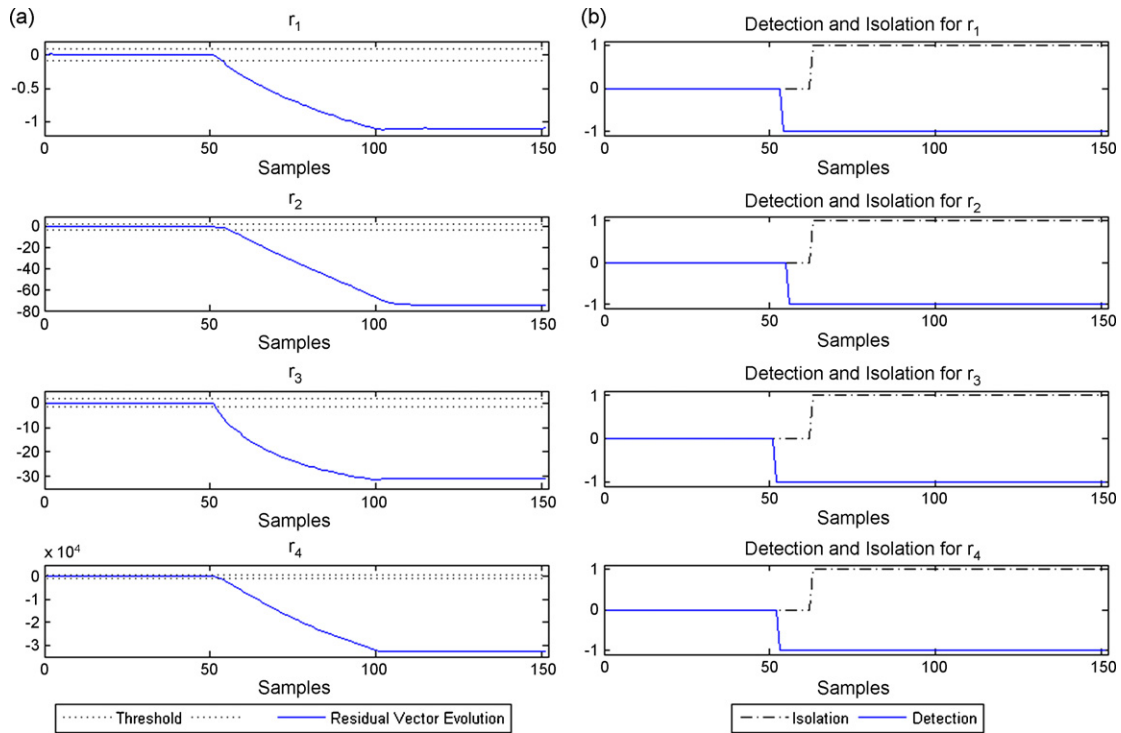 (a)
r1
0
-0.5
-1
0
50
100
150
Samples
r2
0
-20
-40
-60
-80
0
50
100
150
Samples
r3
0
-10
-20
-30
0
50
100
150
Samples
x 10^4
r4
0
-1
-2
-3
0
50
100
150
Samples
Threshold
Residual Vector Evolution
(b)
Detection and Isolation for r1
1
0
-1
0
50
100
150
Samples
Detection and Isolation for r2
1
0
-1
0
50
100
150
Samples
Detection and Isolation for r3
1
0
-1
0
50
100
150
Samples
Detection and Isolation for r4
1
0
-1
0
50
100
150
Samples
Isolation
Detection